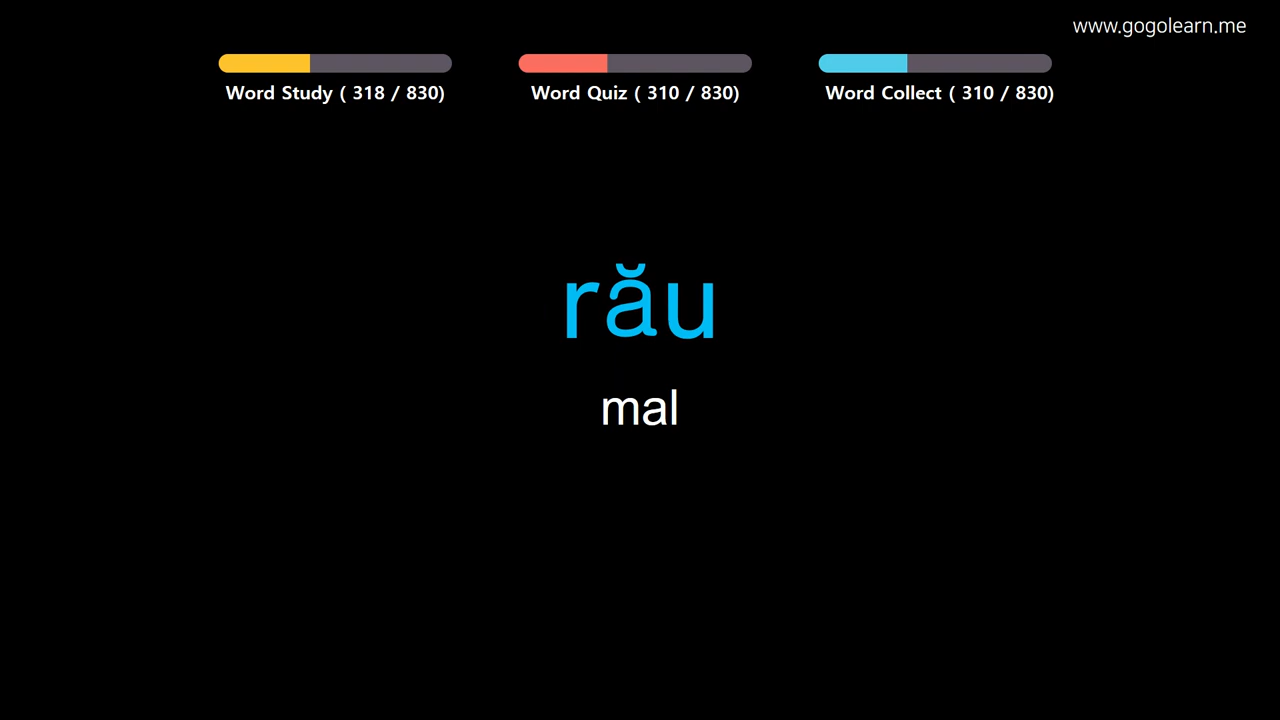 www.gogolearn.me
Word Study ( 318 / 830)
Word Quiz ( 310 / 830)
Word Collect ( 310 / 830)
rău
mal